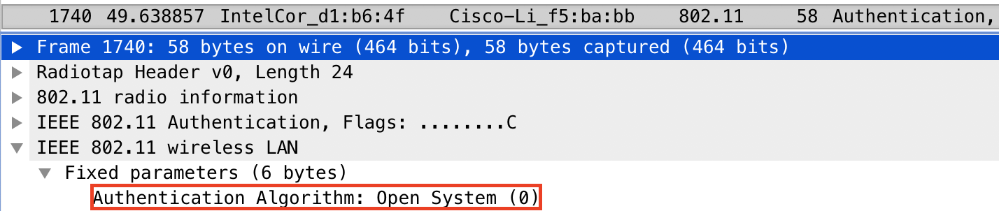 1740 49.638857 IntelCor_d1:b6:4f Cisco-Li_f5:ba:bb 802.11 58 Authentication,
Frame 1740: 58 bytes on wire (464 bits), 58 bytes captured (464 bits)
Radiotap Header v0, Length 24
802.11 radio information
IEEE 802.11 Authentication, Flags: ........C
IEEE 802.11 wireless LAN
Fixed parameters (6 bytes)
Authentication Algorithm: Open System (0)